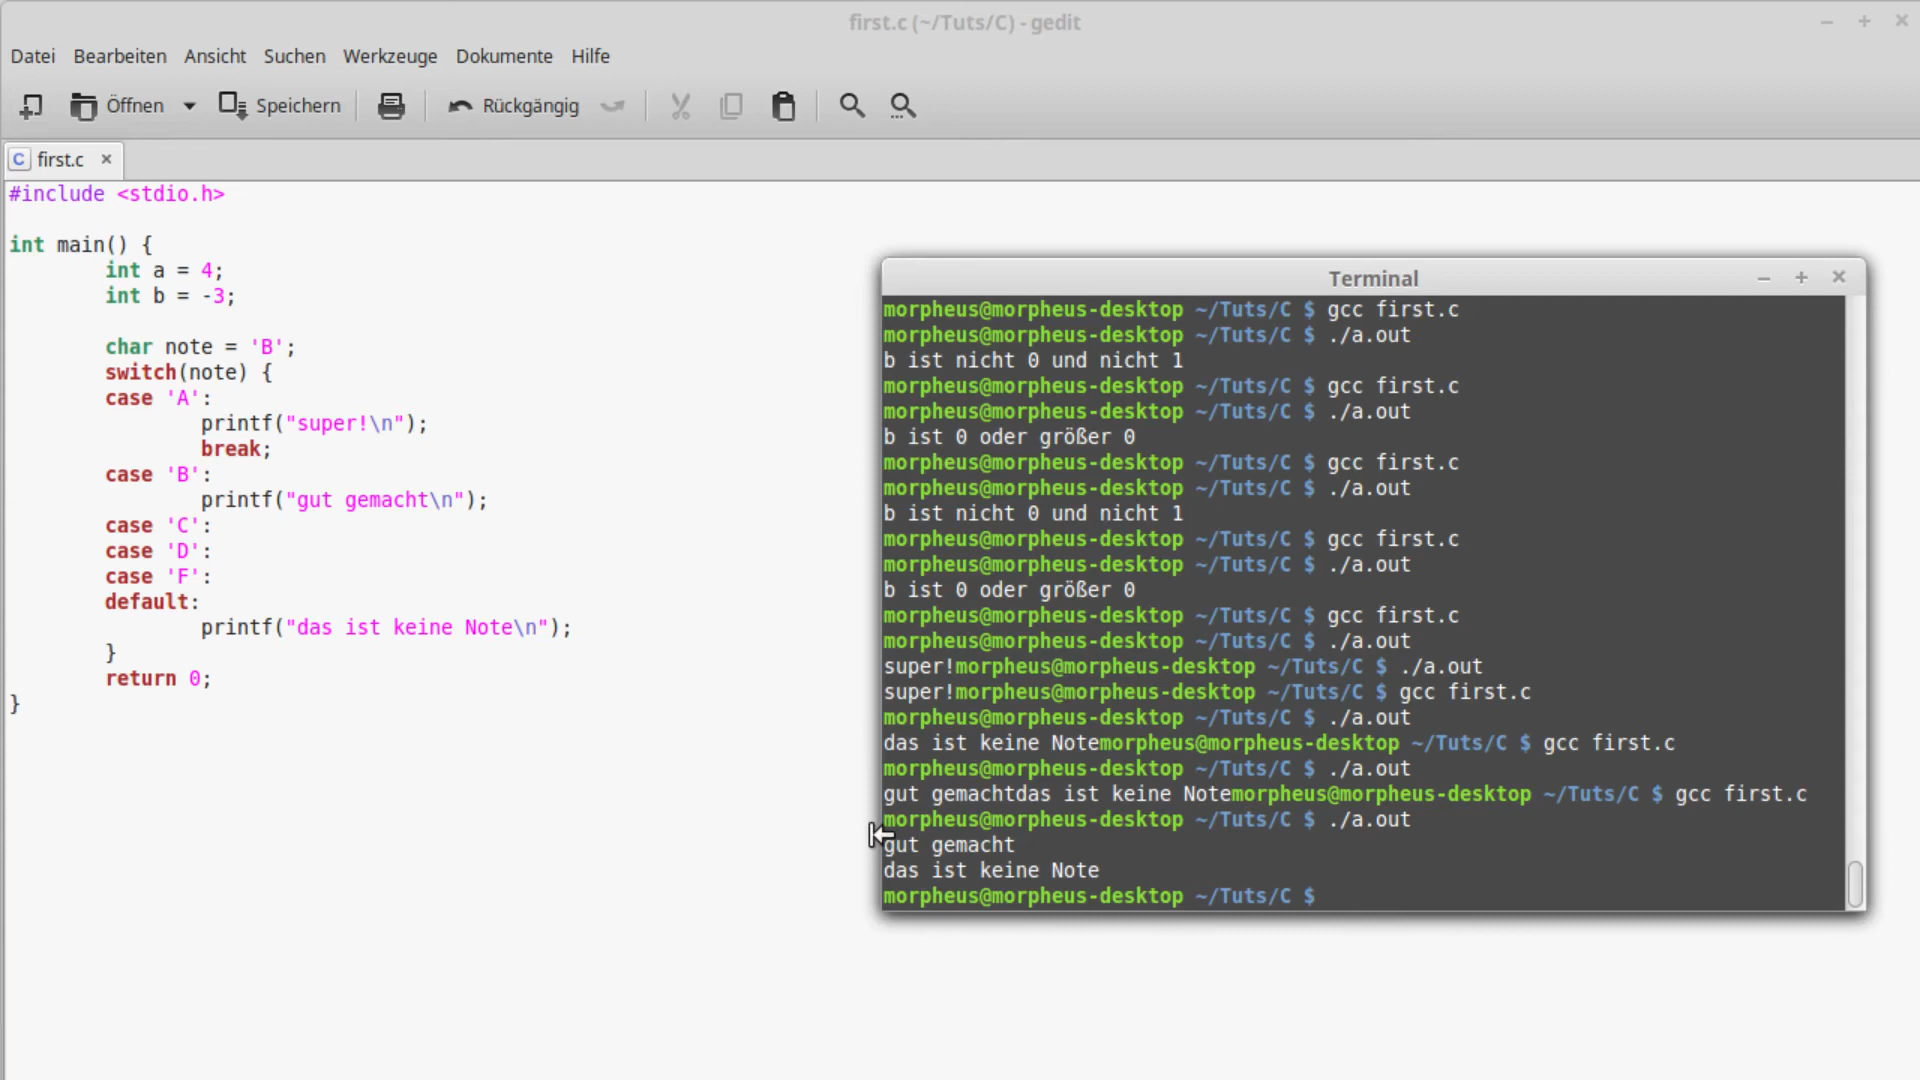 first.c (~/Tuts/C) - gedit
Datei Bearbeiten Ansicht Suchen Werkzeuge Dokumente Hilfe
Öffnen Speichern Rückgängig
C first.c
#include <stdio.h>
int main() {
int a = 4;
int b = -3;
char note = 'B';
switch(note) {
case 'A':
printf("super!\n");
break;
case 'B':
printf("gut gemacht\n");
case 'C':
case 'D':
case 'F':
default:
printf("das ist keine Note\n");
}
return 0;
}
Terminal
morpheus@morpheus-desktop ~/Tuts/C $ gcc first.c
morpheus@morpheus-desktop ~/Tuts/C $ ./a.out
b ist nicht 0 und nicht 1
morpheus@morpheus-desktop ~/Tuts/C $ gcc first.c
morpheus@morpheus-desktop ~/Tuts/C $ ./a.out
b ist 0 oder größer 0
morpheus@morpheus-desktop ~/Tuts/C $ gcc first.c
morpheus@morpheus-desktop ~/Tuts/C $ ./a.out
b ist nicht 0 und nicht 1
morpheus@morpheus-desktop ~/Tuts/C $ gcc first.c
morpheus@morpheus-desktop ~/Tuts/C $ ./a.out
b ist 0 oder größer 0
morpheus@morpheus-desktop ~/Tuts/C $ gcc first.c
morpheus@morpheus-desktop ~/Tuts/C $ ./a.out
super!morpheus@morpheus-desktop ~/Tuts/C $ ./a.out
super!morpheus@morpheus-desktop ~/Tuts/C $ gcc first.c
morpheus@morpheus-desktop ~/Tuts/C $ ./a.out
das ist keine Notemorpheus@morpheus-desktop ~/Tuts/C $ gcc first.c
morpheus@morpheus-desktop ~/Tuts/C $ ./a.out
gut gemachtdas ist keine Notemorpheus@morpheus-desktop ~/Tuts/C $ gcc first.c
morpheus@morpheus-desktop ~/Tuts/C $ ./a.out
gut gemacht
das ist keine Note
morpheus@morpheus-desktop ~/Tuts/C $